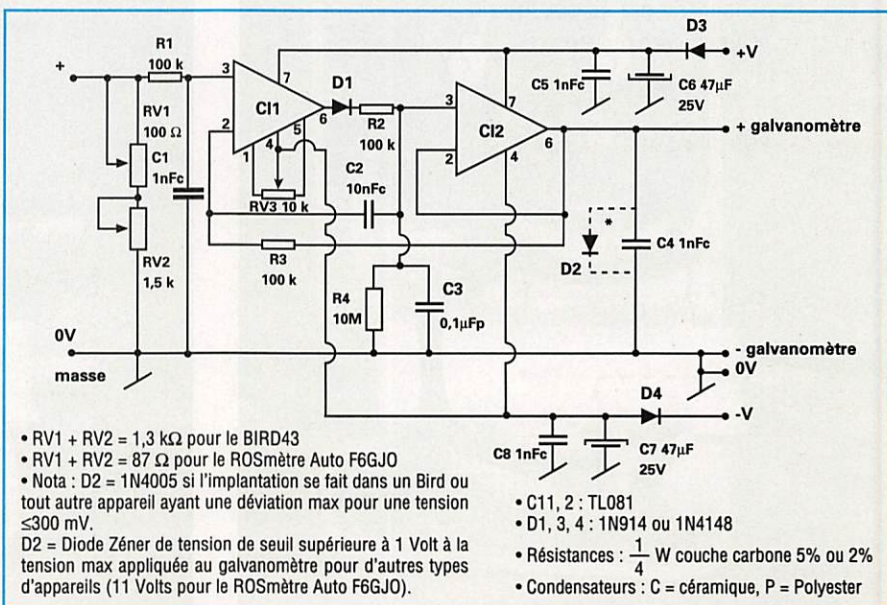 D3
+V
R1
100 k
+
3
7
D1
C5 1nFc
C6 47µF
25V
RV1
100 Ω
C1
1nFc
CI1
5
6
2
4
1
R2
100 k
3
7
CI2
6
2
4
+ galvanomètre
C2
10nFc
RV3 10 k
*
D2
C4 1nFc
RV2
1,5 k
R3
100 k
R4
10M
C3
0,1µFp
0V
masse
- galvanomètre
0V
D4
-V
C8 1nFc
C7 47µF
25V
• RV1 + RV2 = 1,3 kΩ pour le BIRD43
• RV1 + RV2 = 87 Ω pour le ROSmètre Auto F6GJO
• Nota : D2 = 1N4005 si l'implantation se fait dans un Bird ou
tout autre appareil ayant une déviation max pour une tension
≤300 mV.
D2 = Diode Zéner de tension de seuil supérieure à 1 Volt à la
tension max appliquée au galvanomètre pour d'autres types
d'appareils (11 Volts pour le ROSmètre Auto F6GJO).
• C11, 2 : TL081
• D1, 3, 4 : 1N914 ou 1N4148
• Résistances : 1/4 W couche carbone 5% ou 2%
• Condensateurs : C = céramique, P = Polyester